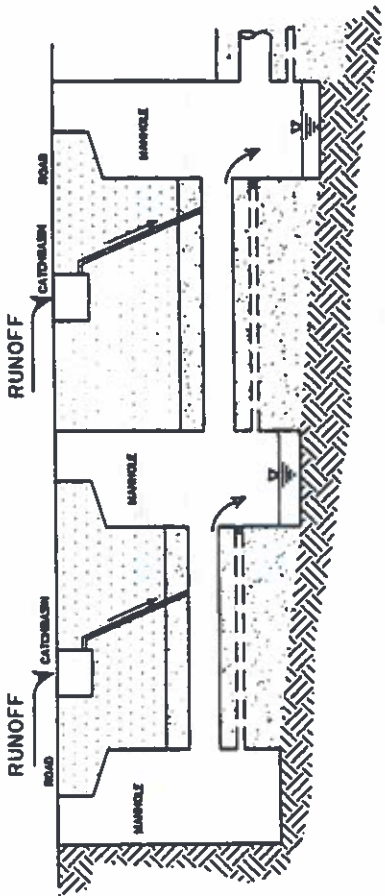 RUNOFF
ROAD
CATCHBASIN
MANHOLE
MANHOLE
RUNOFF
CATCHBASIN
ROAD
MANHOLE